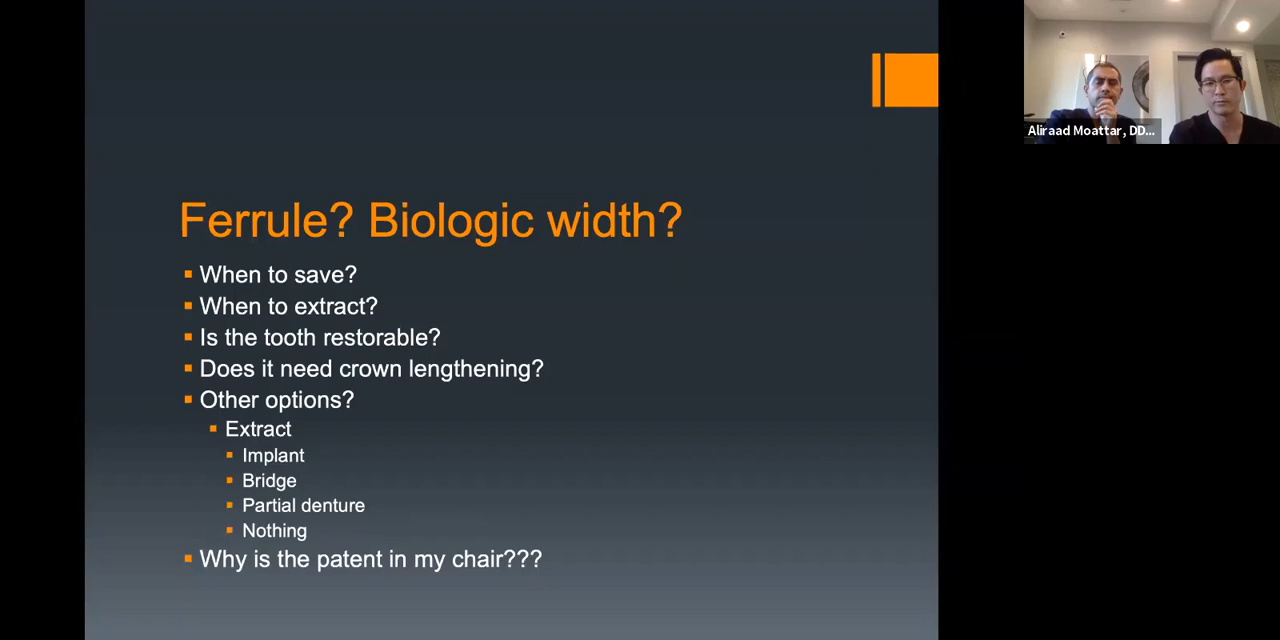 Ferrule? Biologic width?
When to save?
When to extract?
Is the tooth restorable?
Does it need crown lengthening?
Other options?
Extract
Implant
Bridge
Partial denture
Nothing
Why is the patent in my chair???
Aliraad Moattar, DD...